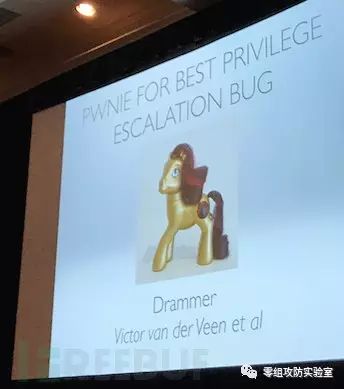 PWNIE FOR BEST PRIVILEGE
ESCALATION BUG
Drammer
Victor van der Veen et al
REEBUF
零组攻防实验室